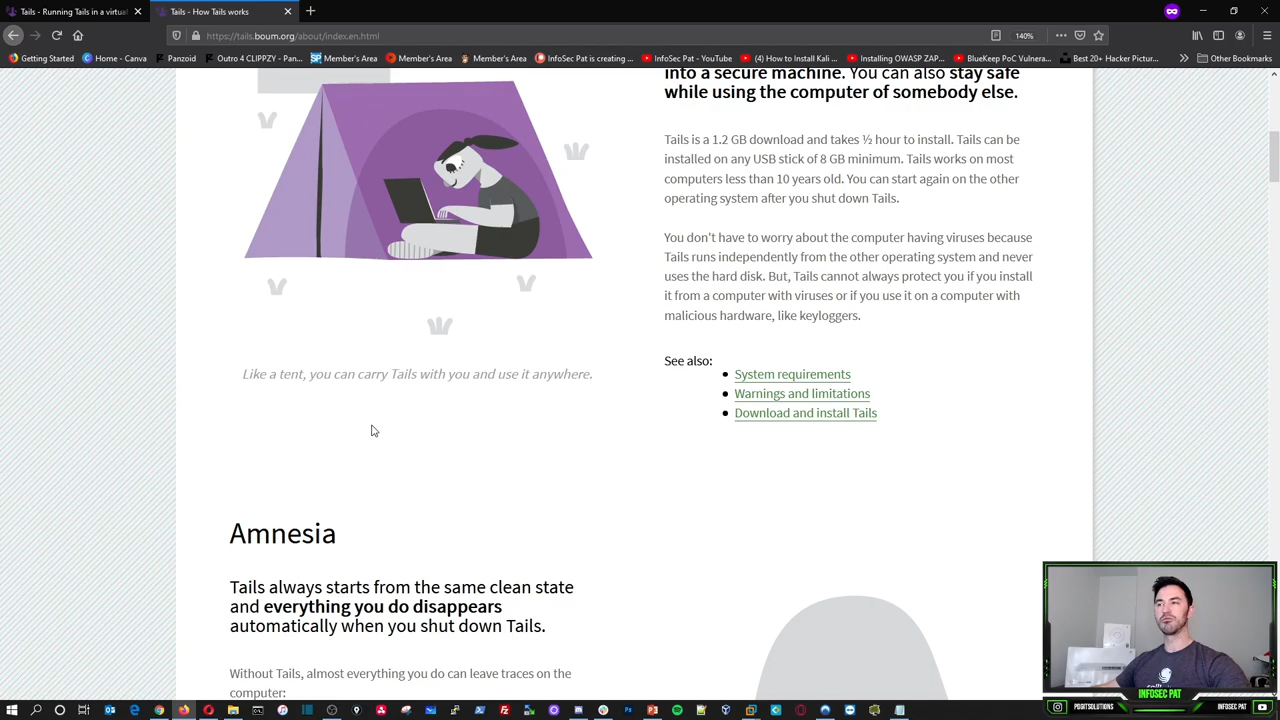 Tails - Running Tails in a virtual
Tails - How Tails works
https://tails.boum.org/about/index.en.html
140%
Getting Started
Home - Canva
Panzoid
Outro 4 CLIPPZY - Pan...
Member's Area
Member's Area
Member's Area
InfoSec Pat is creating ...
InfoSec Pat - YouTube
(4) How to Install Kali ...
Installing OWASP ZAP...
BlueKeep PoC Vulnera...
Best 20+ Hacker Pictur...
Other Bookmarks
into a secure machine. You can also stay safe
while using the computer of somebody else.
Tails is a 1.2 GB download and takes ½ hour to install. Tails can be
installed on any USB stick of 8 GB minimum. Tails works on most
computers less than 10 years old. You can start again on the other
operating system after you shut down Tails.
You don't have to worry about the computer having viruses because
Tails runs independently from the other operating system and never
uses the hard disk. But, Tails cannot always protect you if you install
it from a computer with viruses or if you use it on a computer with
malicious hardware, like keyloggers.
Like a tent, you can carry Tails with you and use it anywhere.
See also:
System requirements
Warnings and limitations
Download and install Tails
Amnesia
Tails always starts from the same clean state
and everything you do disappears
automatically when you shut down Tails.
Without Tails, almost everything you do can leave traces on the
computer:
INFOSEC PAT
INFOSEC PAT